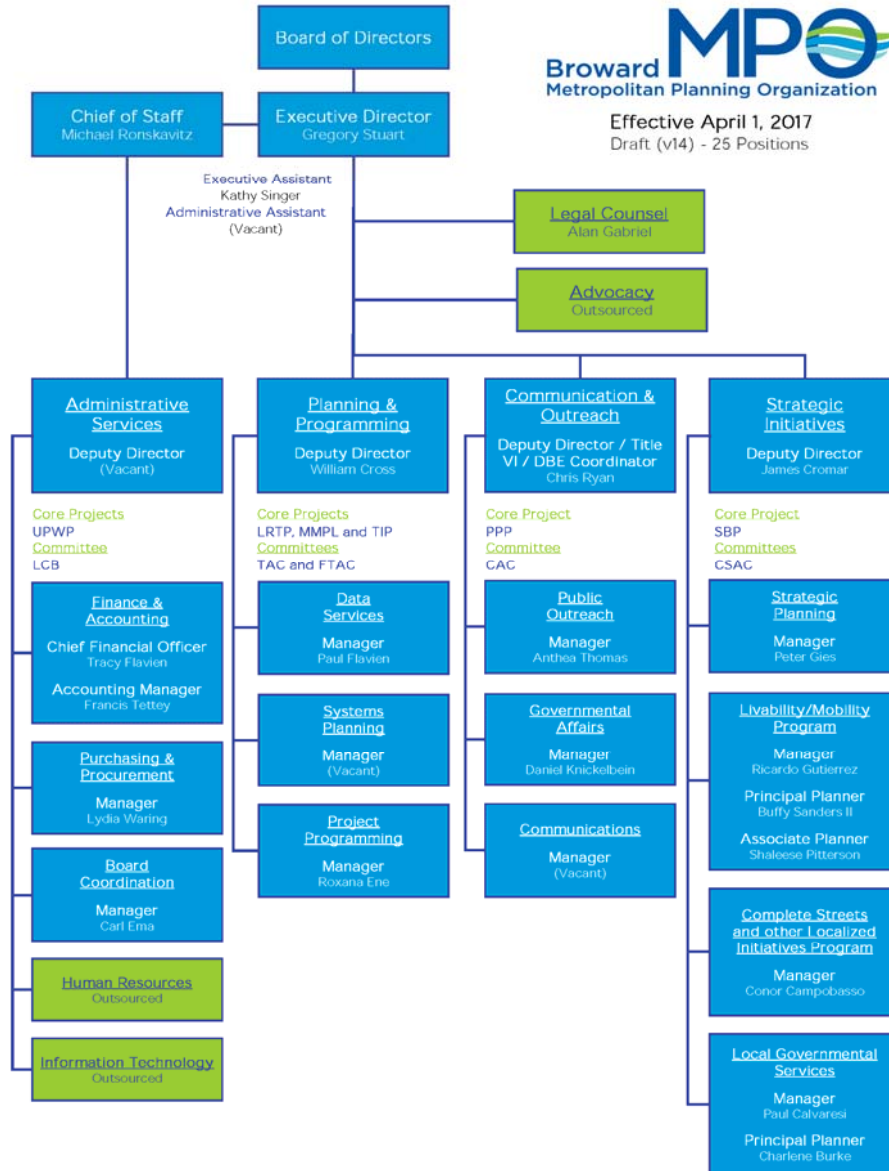 Board of Directors
Broward MPO
Metropolitan Planning Organization
Effective April 1, 2017
Draft (v14) - 25 Positions
Chief of Staff
Michael Ronskavitz
Executive Director
Gregory Stuart
Executive Assistant
Kathy Singer
Administrative Assistant
(Vacant)
Legal Counsel
Alan Gabriel
Advocacy
Outsourced
Administrative
Services
Deputy Director
(Vacant)
Core Projects
UPWP
Committee
LCB
Finance &
Accounting
Chief Financial Officer
Tracy Flavien
Accounting Manager
Francis Tettey
Purchasing &
Procurement
Manager
Lydia Waring
Board
Coordination
Manager
Carl Ema
Human Resources
Outsourced
Information Technology
Outsourced
Planning &
Programming
Deputy Director
William Cross
Core Projects
LRTP, MMPL and TIP
Committees
TAC and FTAC
Data
Services
Manager
Paul Flavien
Systems
Planning
Manager
(Vacant)
Project
Programming
Manager
Roxana Ene
Communication &
Outreach
Deputy Director / Title
VI / DBE Coordinator
Chris Ryan
Core Project
PPP
Committee
CAC
Public
Outreach
Manager
Anthea Thomas
Governmental
Affairs
Manager
Daniel Knickelbein
Communications
Manager
(Vacant)
Strategic
Initiatives
Deputy Director
James Cromar
Core Project
SBP
Committees
CSAC
Strategic
Planning
Manager
Peter Gies
Livability/Mobility
Program
Manager
Ricardo Gutierrez
Principal Planner
Buffy Sanders II
Associate Planner
Shaleese Pitterson
Complete Streets
and other Localized
Initiatives Program
Manager
Conor Campobasso
Local Governmental
Services
Manager
Paul Calvaresi
Principal Planner
Charlene Burke